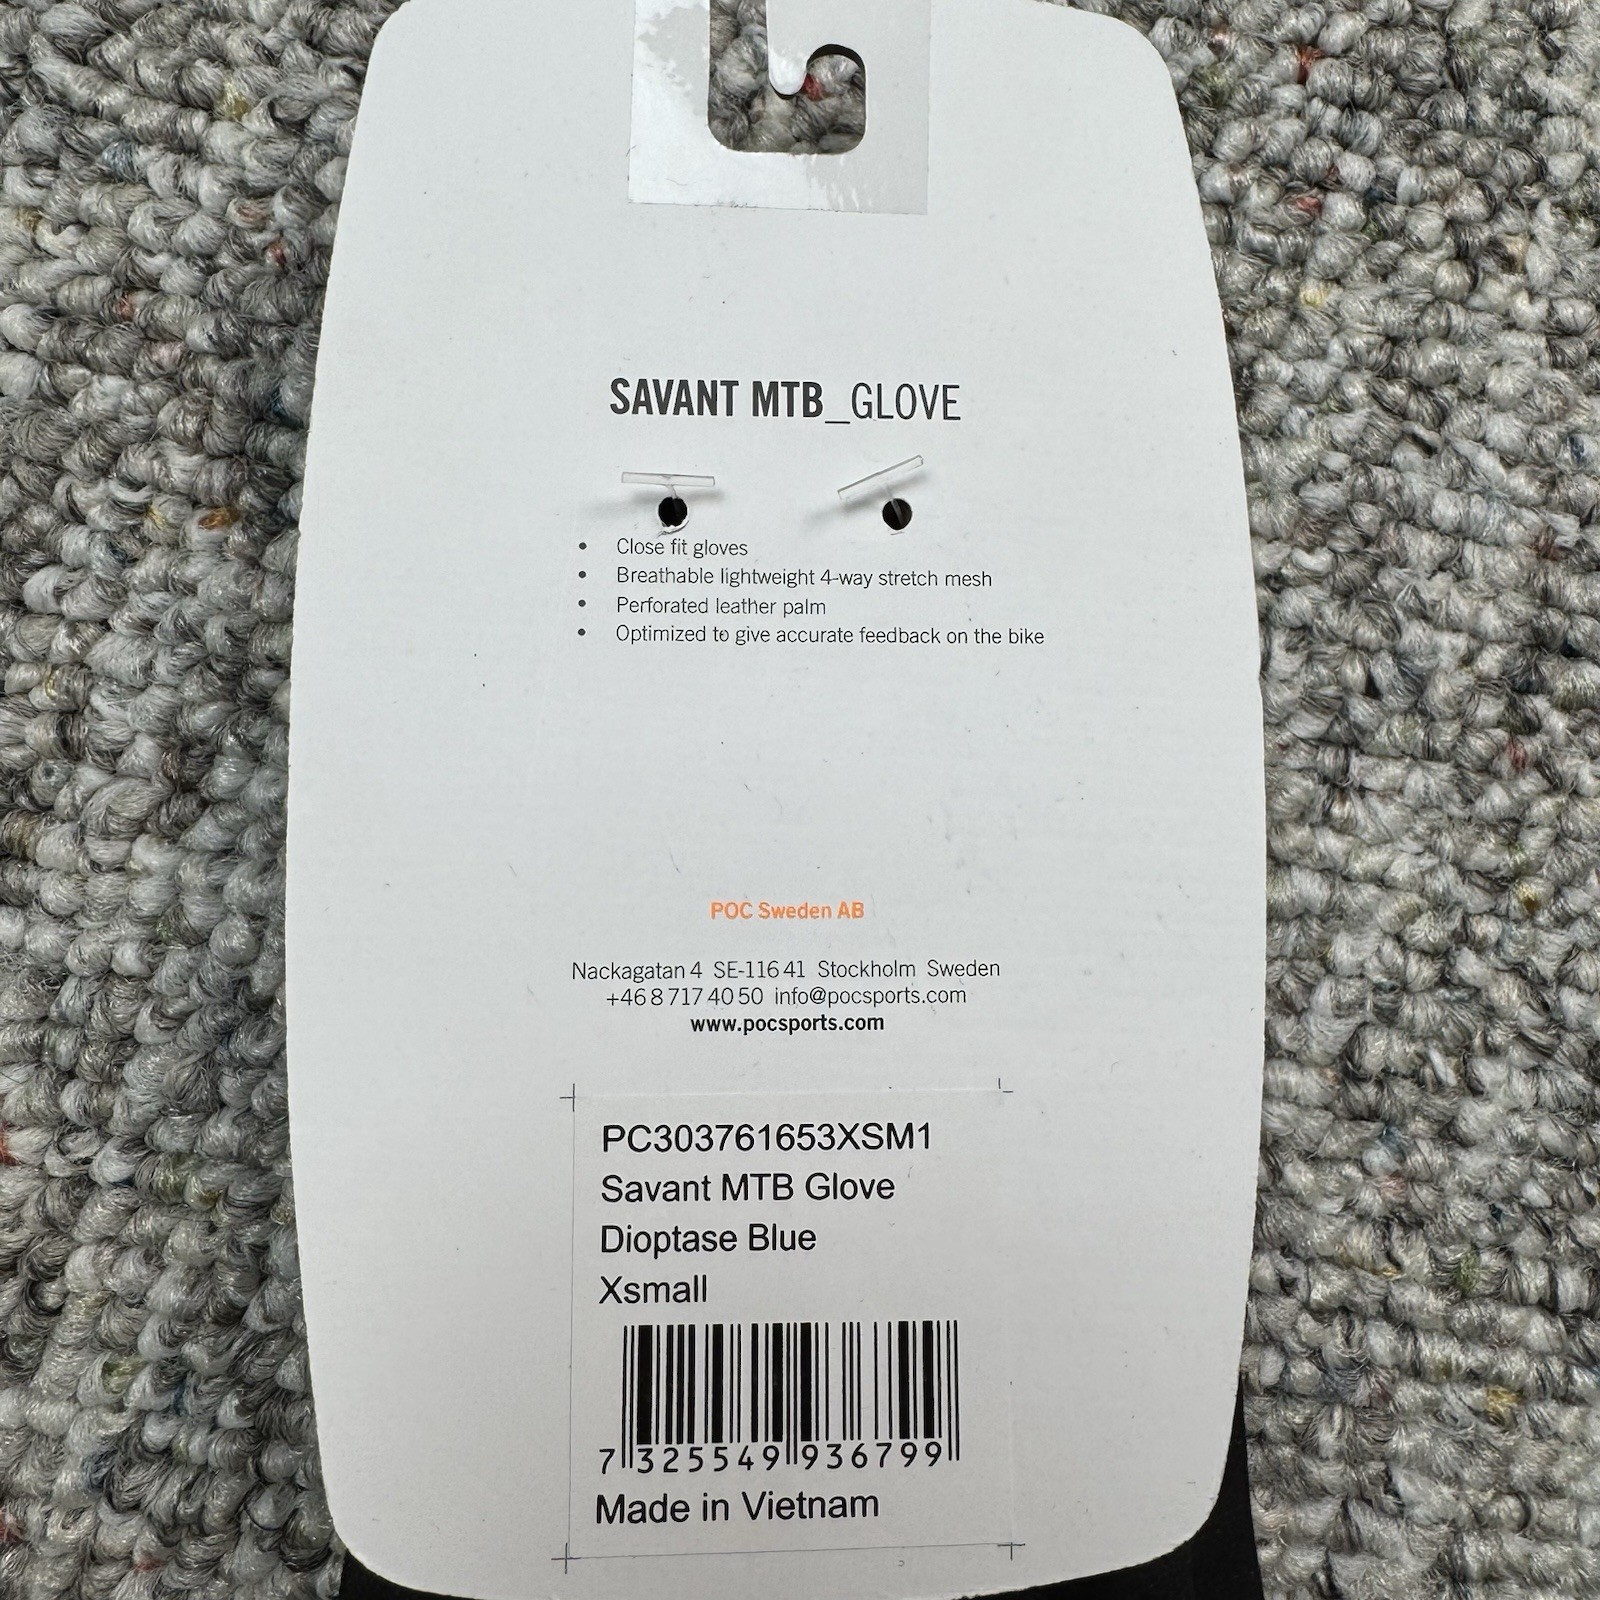 SAVANT MTB_GLOVE
• Close fit gloves
• Breathable lightweight 4-way stretch mesh
• Perforated leather palm
• Optimized to give accurate feedback on the bike
POC Sweden AB
Nackagatan 4 SE-116 41 Stockholm Sweden
+46 8 717 40 50 info@pocsports.com
www.pocsports.com
PC303761653XSM1
Savant MTB Glove
Dioptase Blue
Xsmall
7 325549 936799
Made in Vietnam